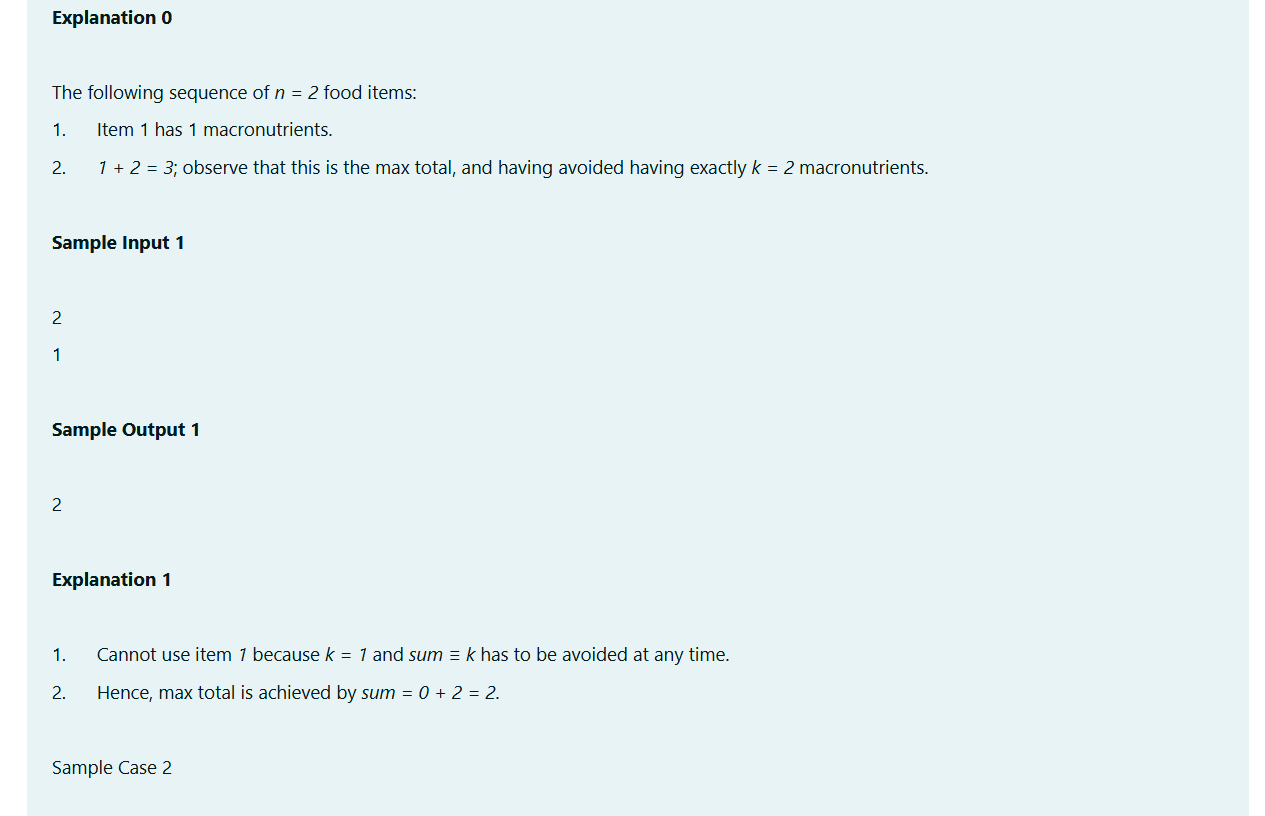 Explanation 0
The following sequence of n = 2 food items:
1. Item 1 has 1 macronutrients.
2. 1 + 2 = 3; observe that this is the max total, and having avoided having exactly k = 2 macronutrients.
Sample Input 1
2
1
Sample Output 1
2
Explanation 1
1. Cannot use item 1 because k = 1 and sum ≡ k has to be avoided at any time.
2. Hence, max total is achieved by sum = 0 + 2 = 2.
Sample Case 2